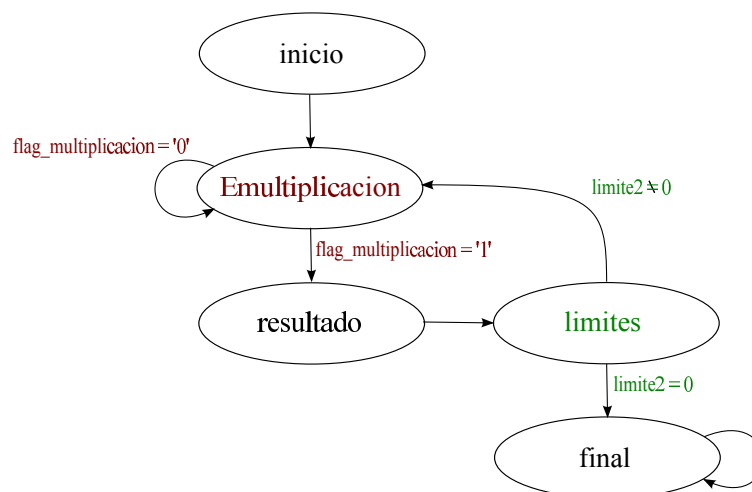 inicio
flag_multiplicacion = '0'
Emultiplicacion
limite2 ≠ 0
flag_multiplicacion = '1'
resultado
limites
limite2 = 0
final